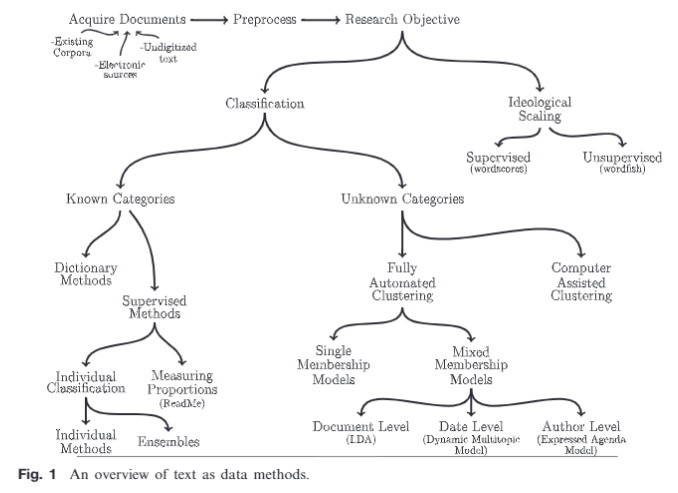 Acquire Documents
Preprocess
Research Objective
-Existing
Corpora
-Electronic
sources
-Undigitized
text
Classification
Ideological
Scaling
Supervised
(wordscores)
Unsupervised
(wordfish)
Known Categories
Unknown Categories
Dictionary
Methods
Supervised
Methods
Fully
Automated
Clustering
Computer
Assisted
Clustering
Individual
Classification
Measuring
Proportions
(ReadMe)
Single
Membership
Models
Mixed
Membership
Models
Individual
Methods
Ensembles
Document Level
(LDA)
Date Level
(Dynamic Multitopic
Model)
Author Level
(Expressed Agenda
Model)
Fig. 1 An overview of text as data methods.